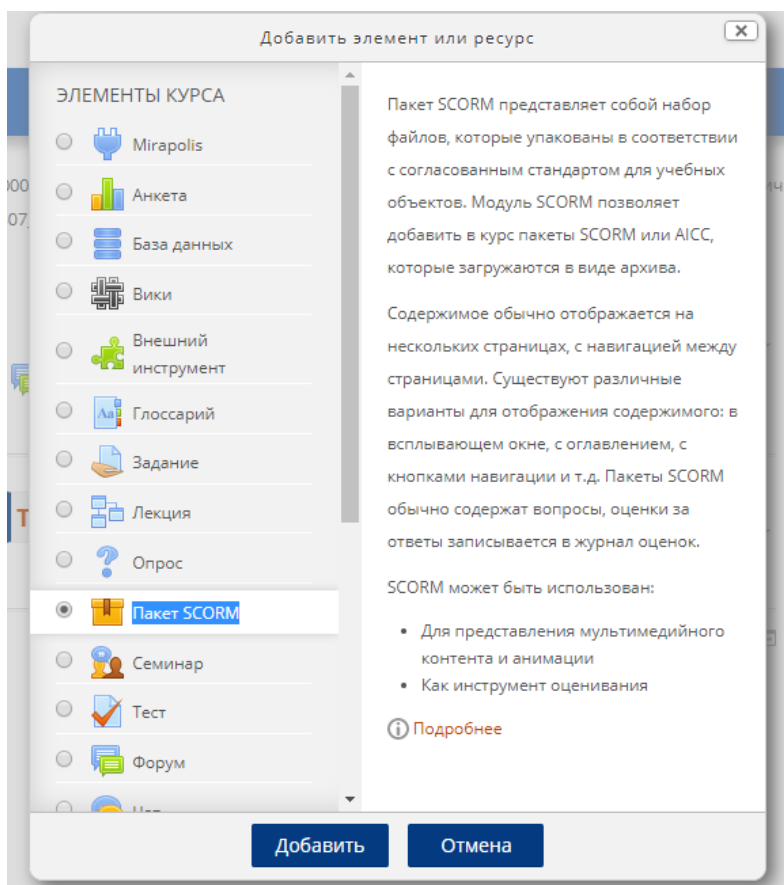 Добавить элемент или ресурс
ЭЛЕМЕНТЫ КУРСА
Mirapolis
Анкета
База данных
Вики
Внешний
инструмент
Глоссарий
Задание
Лекция
Опрос
Пакет SCORM
Семинар
Тест
Форум
Пакет SCORM представляет собой набор
файлов, которые упакованы в соответствии
с согласованным стандартом для учебных
объектов. Модуль SCORM позволяет
добавить в курс пакеты SCORM или AICC,
которые загружаются в виде архива.
Содержимое обычно отображается на
нескольких страницах, с навигацией между
страницами. Существуют различные
варианты для отображения содержимого: в
всплывающем окне, с оглавлением, с
кнопками навигации и т.д. Пакеты SCORM
обычно содержат вопросы, оценки за
ответы записывается в журнал оценок.
SCORM может быть использован:
• Для представления мультимедийного
контента и анимации
• Как инструмент оценивания
Подробнее
Добавить
Отмена